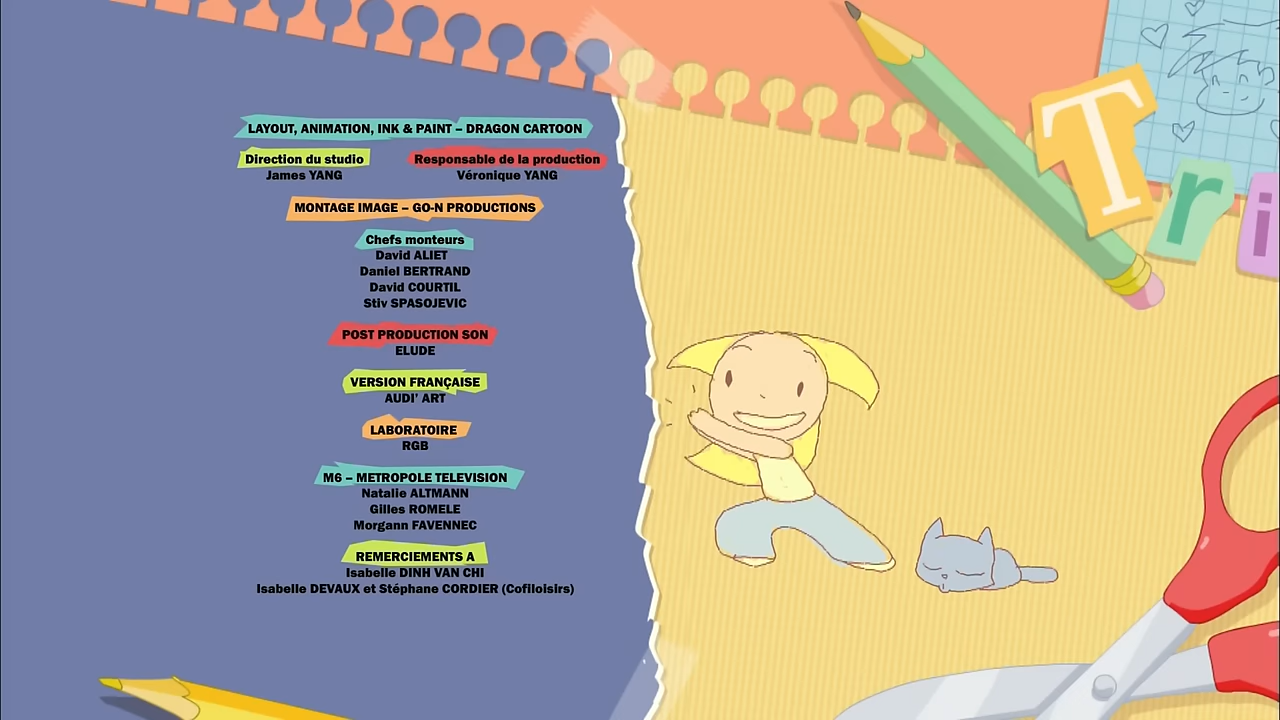 LAYOUT, ANIMATION, INK & PAINT – DRAGON CARTOON
Direction du studio
James YANG
Responsable de la production
Véronique YANG
MONTAGE IMAGE – GO-N PRODUCTIONS
Chefs monteurs
David ALIET
Daniel BERTRAND
David COURTIL
Stiv SPASOJEVIC
POST PRODUCTION SON
ELUDE
VERSION FRANÇAISE
AUDI' ART
LABORATOIRE
RGB
M6 – METROPOLE TELEVISION
Natalie ALTMANN
Gilles ROMELE
Morgann FAVENNEC
REMERCIEMENTS A
Isabelle DINH VAN CHI
Isabelle DEVAUX et Stéphane CORDIER (Cofiloisirs)
Tri